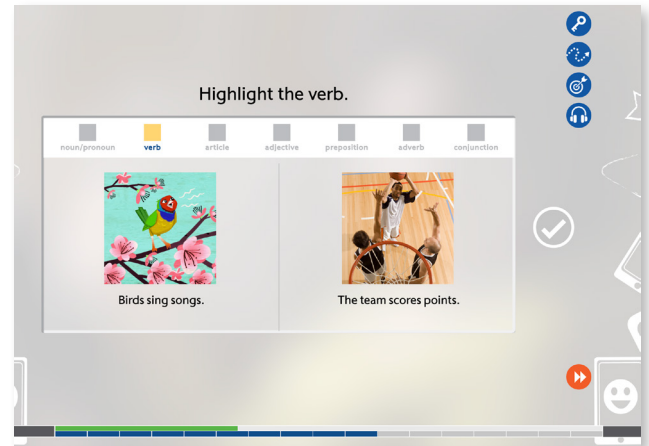 Highlight the verb.
noun/pronoun verb article adjective preposition adverb conjunction
Birds sing songs.
The team scores points.